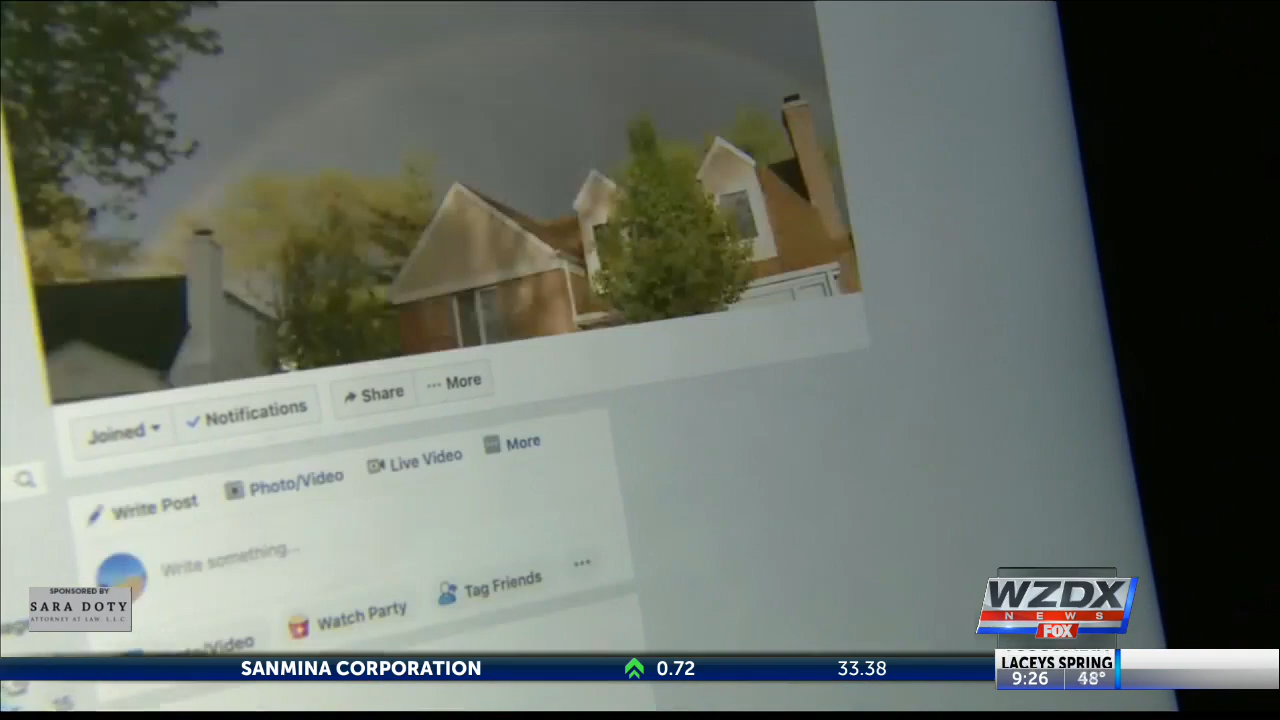 Joined
Notifications
Share
More
Write Post
Photo/Video
Live Video
More
Write something...
Watch Party
Tag Friends
SPONSORED BY
SARA DOTY
ATTORNEY AT LAW, L.L.C
WZDX
NEWS
FOX
SANMINA CORPORATION
0.72
33.38
LACEYS SPRING
9:26
48°